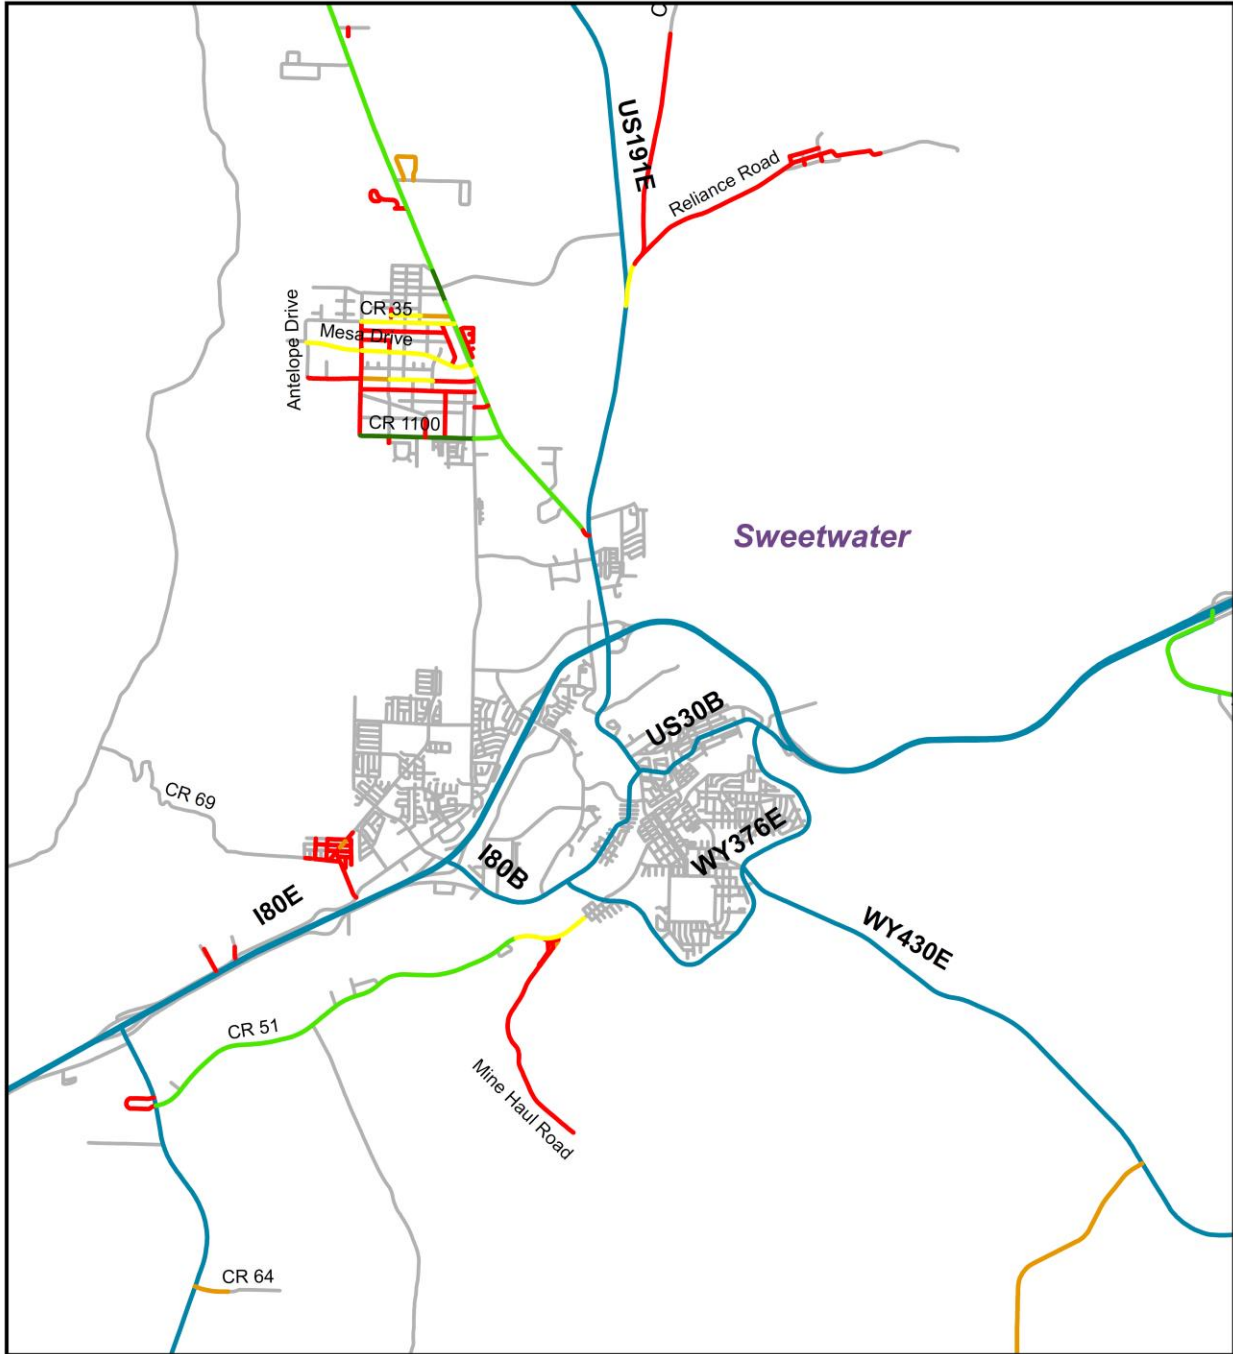 C
US191E
Reliance Road
CR 35
Antelope Drive
Mesa Drive
CR 1100
Sweetwater
US30B
CR 69
WY376E
I80B
I80E
WY430E
CR 51
Mine Haul Road
CR 64